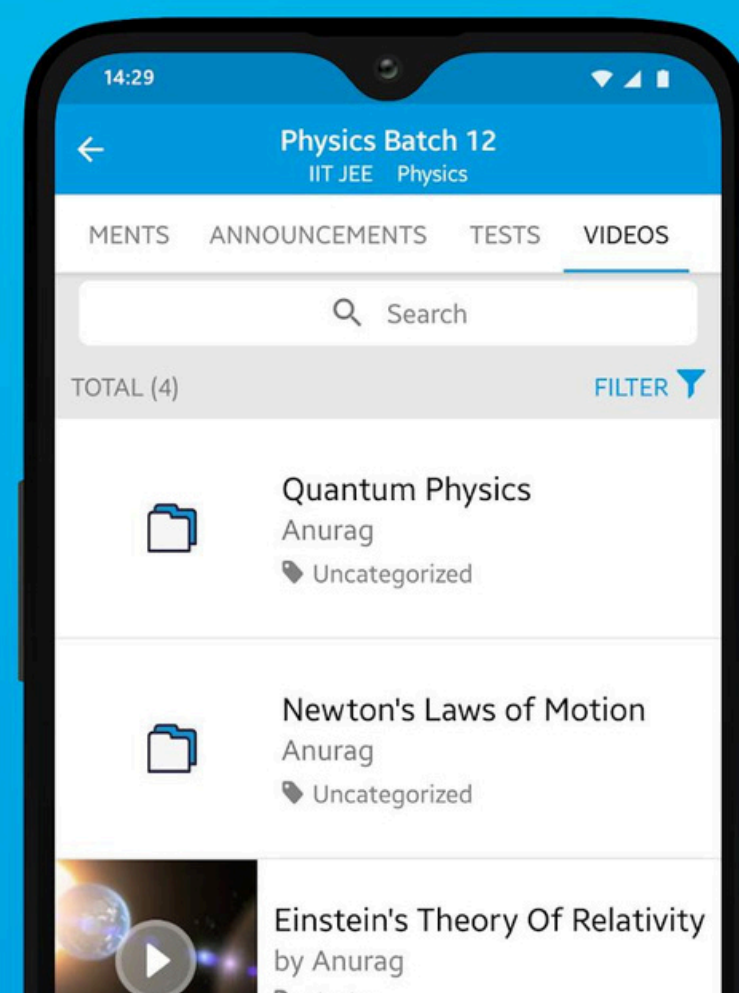 14:29
Physics Batch 12
IIT JEE Physics
MENTS ANNOUNCEMENTS TESTS VIDEOS
Search
TOTAL (4) FILTER
Quantum Physics
Anurag
Uncategorized
Newton's Laws of Motion
Anurag
Uncategorized
Einstein's Theory Of Relativity
by Anurag